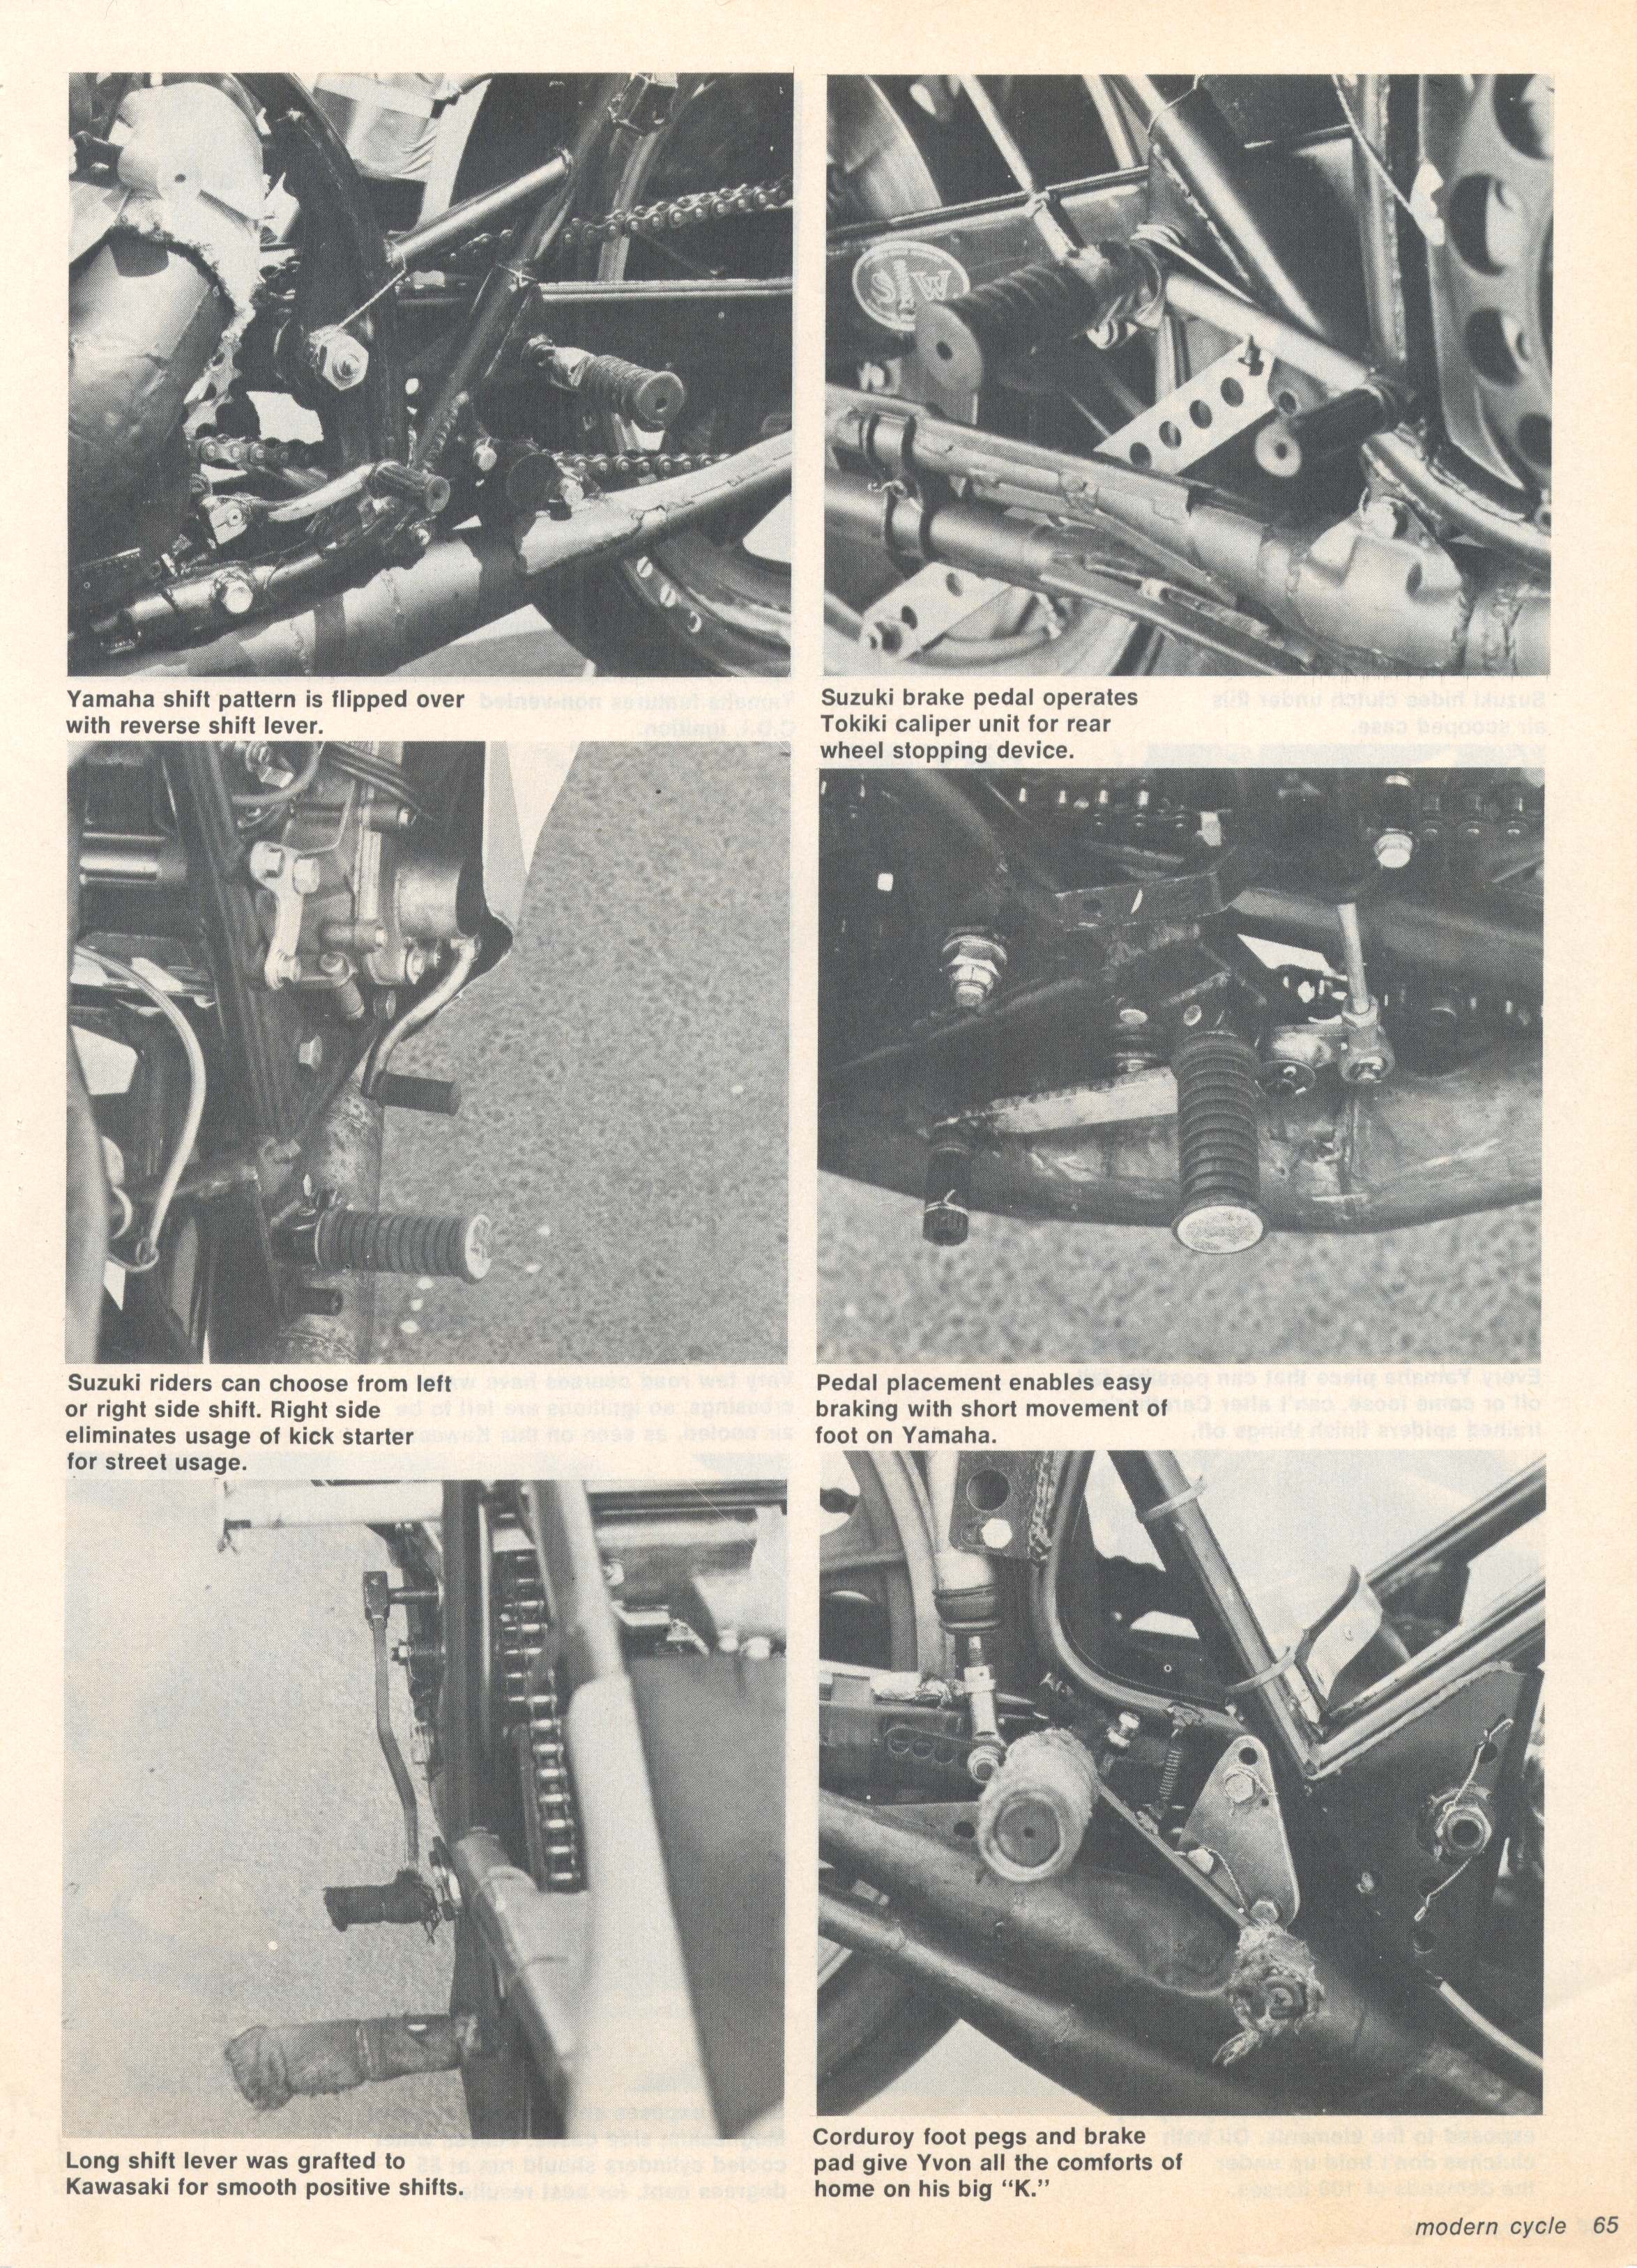 Yamaha shift pattern is flipped over
with reverse shift lever.
Suzuki brake pedal operates
Tokiki caliper unit for rear
wheel stopping device.
Suzuki riders can choose from left
or right side shift. Right side
eliminates usage of kick starter
for street usage.
Pedal placement enables easy
braking with short movement of
foot on Yamaha.
Long shift lever was grafted to
Kawasaki for smooth positive shifts.
Corduroy foot pegs and brake
pad give Yvon all the comforts of
home on his big “K.”
modern cycle 65